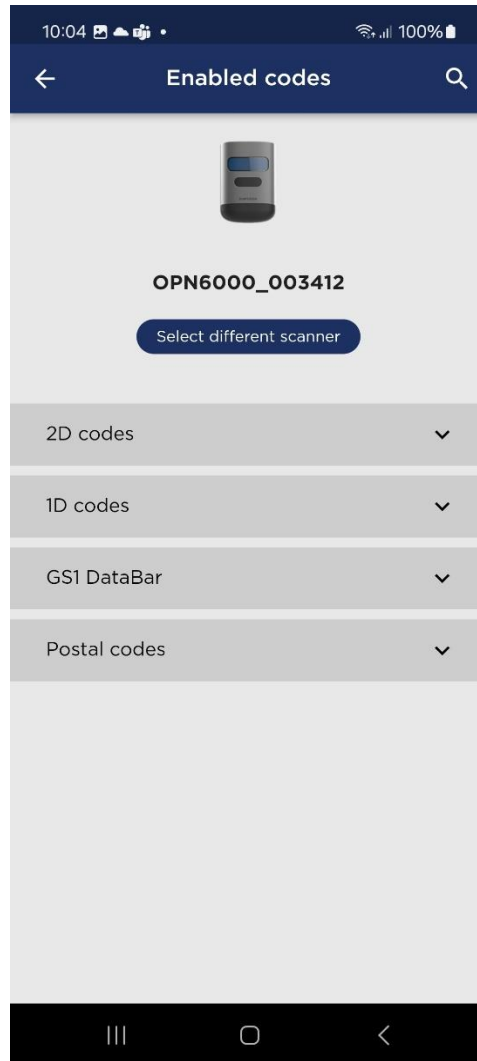 10:04
100%
Enabled codes
OPN6000_003412
Select different scanner
2D codes
1D codes
GS1 DataBar
Postal codes